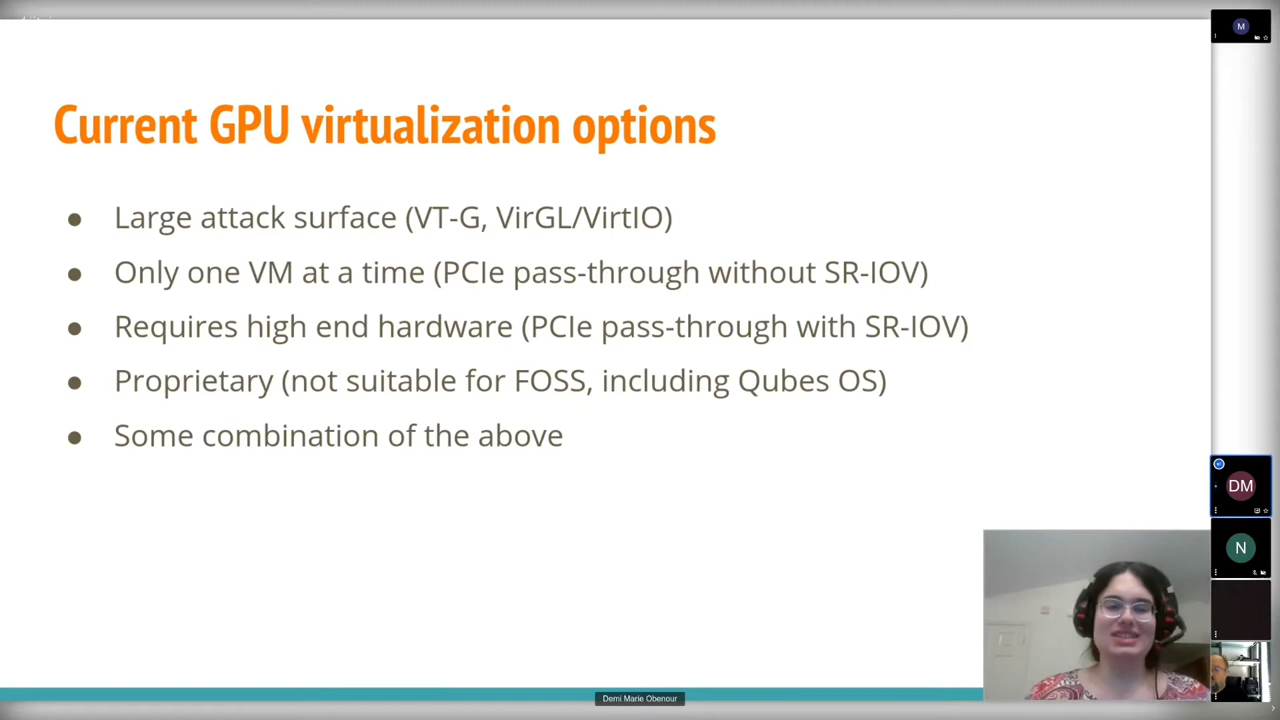 Current GPU virtualization options
● Large attack surface (VT-G, VirGL/VirtIO)
● Only one VM at a time (PCIe pass-through without SR-IOV)
● Requires high end hardware (PCIe pass-through with SR-IOV)
● Proprietary (not suitable for FOSS, including Qubes OS)
● Some combination of the above
M
DM
N
Demi Marie Obenour